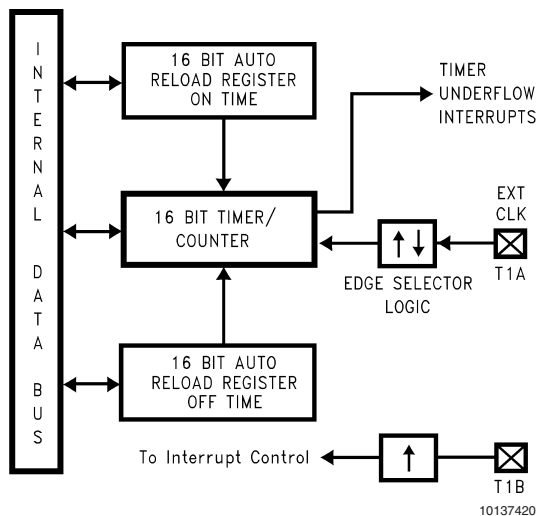 INTERNAL DATA BUS
16 BIT AUTO
RELOAD REGISTER
ON TIME
TIMER
UNDERFLOW
INTERRUPTS
16 BIT TIMER/
COUNTER
EXT
CLK
T1A
EDGE SELECTOR
LOGIC
16 BIT AUTO
RELOAD REGISTER
OFF TIME
To Interrupt Control
T1B
10137420